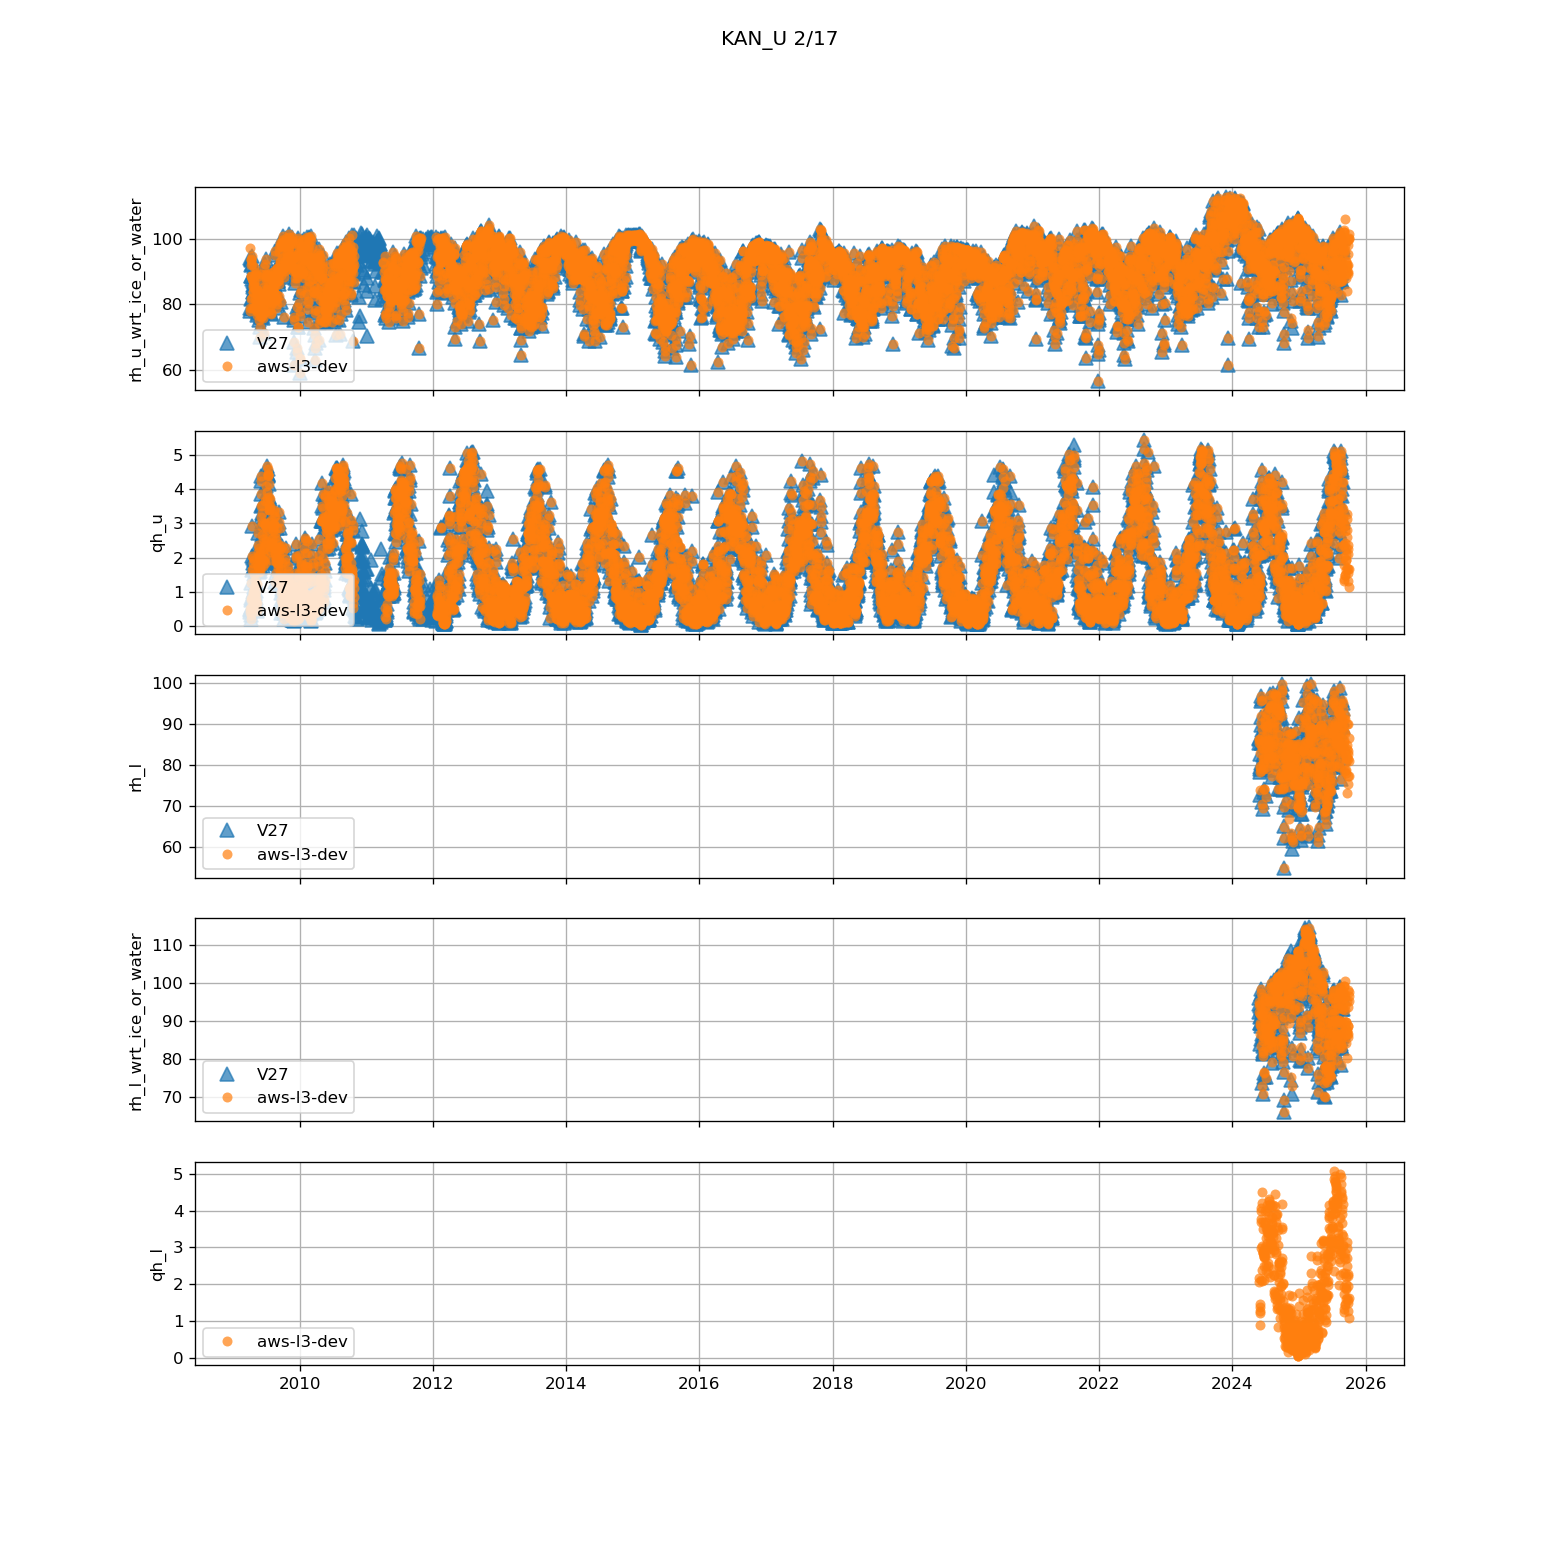 KAN_U 2/17
rh_u_wrt_ice_or_water
100
80
60
V27
aws-l3-dev
qh_u
5
4
3
2
1
0
V27
aws-l3-dev
rh_l
100
90
80
70
60
V27
aws-l3-dev
rh_l_wrt_ice_or_water
110
100
90
80
70
V27
aws-l3-dev
qh_l
5
4
3
2
1
0
aws-l3-dev
2010 2012 2014 2016 2018 2020 2022 2024 2026